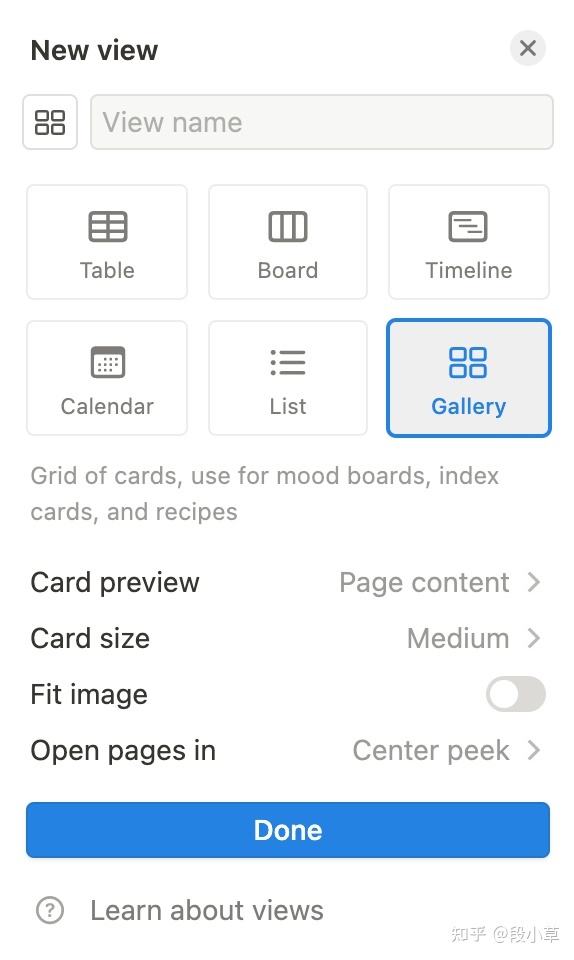 New view
View name
Table
Board
Timeline
Calendar
List
Gallery
Grid of cards, use for mood boards, index
cards, and recipes
Card preview
Page content
Card size
Medium
Fit image
Open pages in
Center peek
Done
? Learn about views
知乎 @段小草